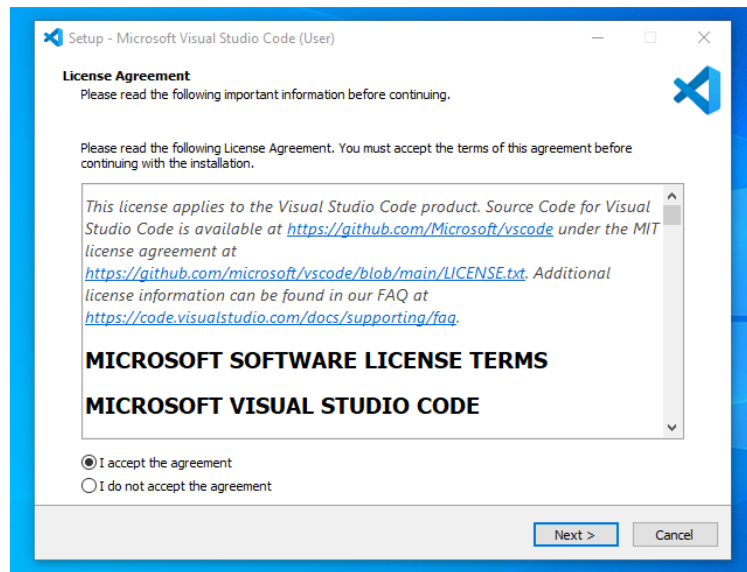 Setup - Microsoft Visual Studio Code (User)
License Agreement
Please read the following important information before continuing.
Please read the following License Agreement. You must accept the terms of this agreement before
continuing with the installation.
This license applies to the Visual Studio Code product. Source Code for Visual
Studio Code is available at https://github.com/Microsoft/vscode under the MIT
license agreement at
https://github.com/microsoft/vscode/blob/main/LICENSE.txt. Additional
license information can be found in our FAQ at
https://code.visualstudio.com/docs/supporting/faq.
MICROSOFT SOFTWARE LICENSE TERMS
MICROSOFT VISUAL STUDIO CODE
I accept the agreement
I do not accept the agreement
Next >
Cancel